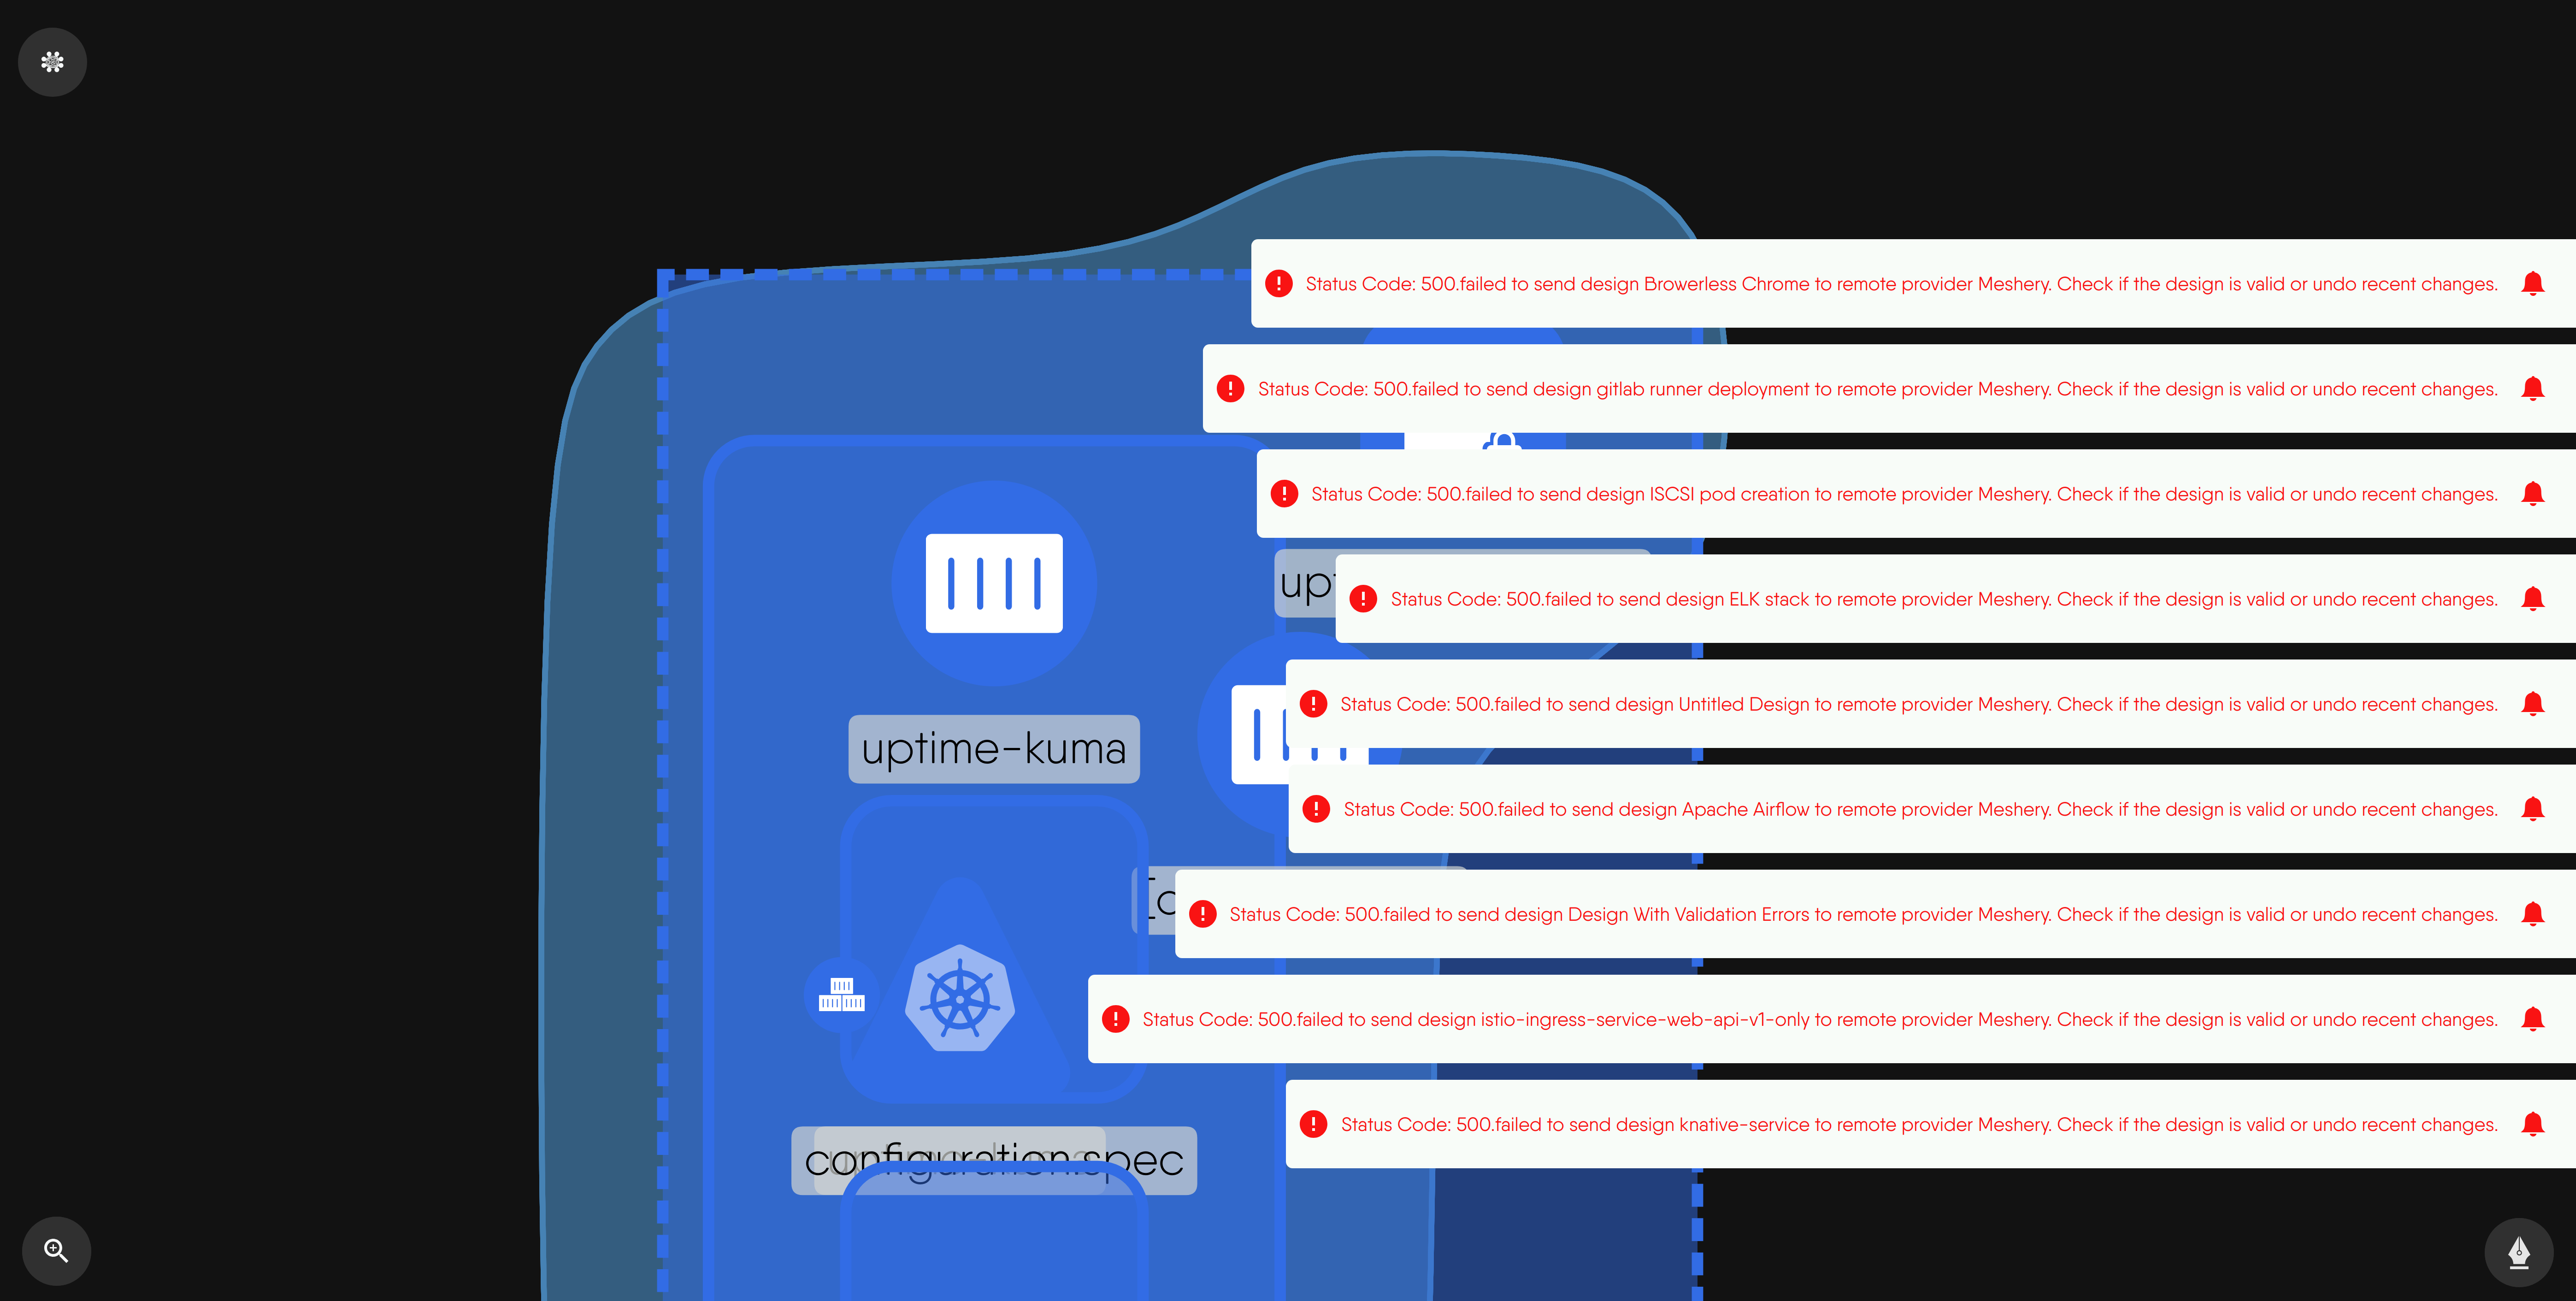 Status Code: 500.failed to send design Browerless Chrome to remote provider Meshery. Check if the design is valid or undo recent changes.
Status Code: 500.failed to send design gitlab runner deployment to remote provider Meshery. Check if the design is valid or undo recent changes.
Status Code: 500.failed to send design ISCSI pod creation to remote provider Meshery. Check if the design is valid or undo recent changes.
Status Code: 500.failed to send design ELK stack to remote provider Meshery. Check if the design is valid or undo recent changes.
Status Code: 500.failed to send design Untitled Design to remote provider Meshery. Check if the design is valid or undo recent changes.
uptime-kuma
Status Code: 500.failed to send design Apache Airflow to remote provider Meshery. Check if the design is valid or undo recent changes.
Status Code: 500.failed to send design Design With Validation Errors to remote provider Meshery. Check if the design is valid or undo recent changes.
Status Code: 500.failed to send design istio-ingress-service-web-api-v1-only to remote provider Meshery. Check if the design is valid or undo recent changes.
Status Code: 500.failed to send design knative-service to remote provider Meshery. Check if the design is valid or undo recent changes.
configuration.spec